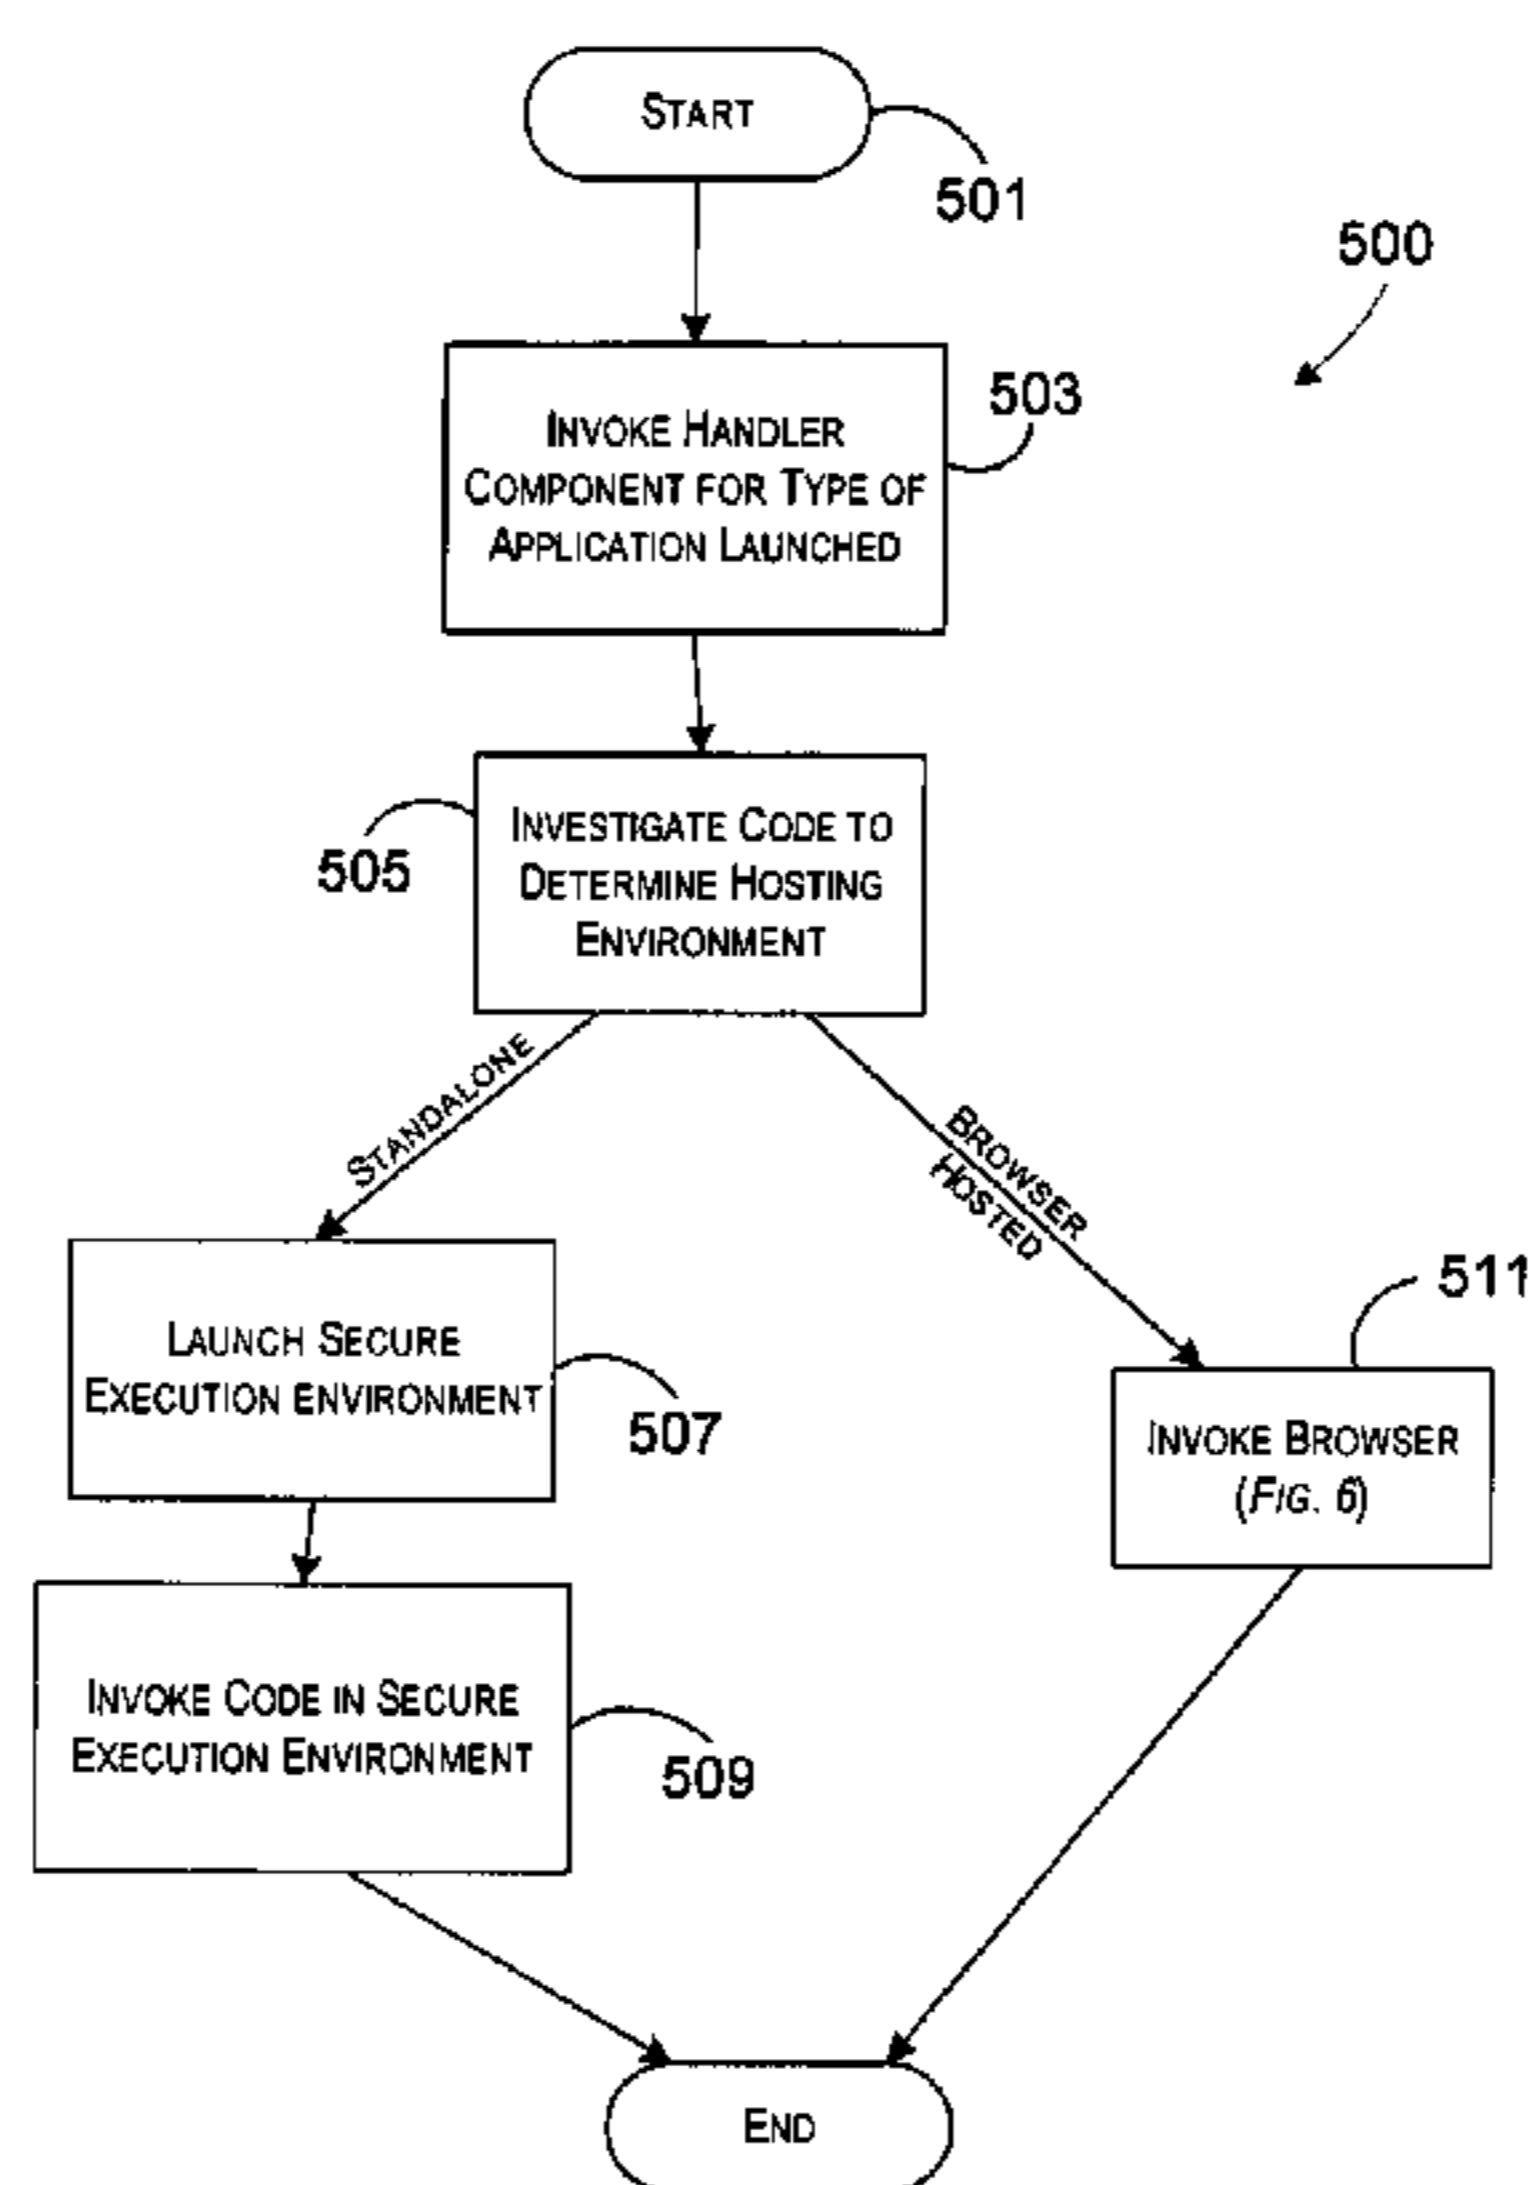 START
501
500
INVOKE HANDLER
COMPONENT FOR TYPE OF
APPLICATION LAUNCHED
503
INVESTIGATE CODE TO
DETERMINE HOSTING
ENVIRONMENT
505
STANDALONE
BROWSER
HOSTED
LAUNCH SECURE
EXECUTION ENVIRONMENT
507
511
INVOKE BROWSER
(FIG. 6)
INVOKE CODE IN SECURE
EXECUTION ENVIRONMENT
509
END